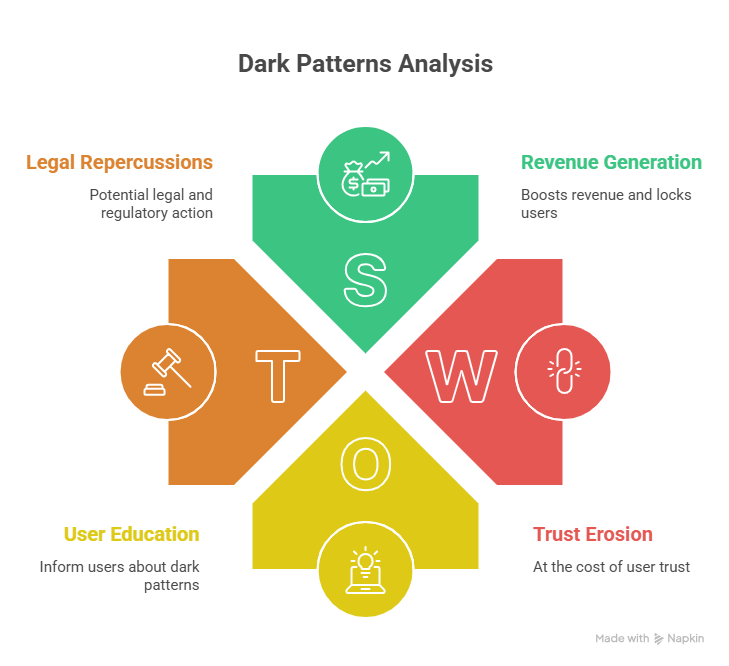 Dark Patterns Analysis
Legal Repercussions
Potential legal and
regulatory action
Revenue Generation
Boosts revenue and locks
users
S
T
W
O
User Education
Inform users about dark
patterns
Trust Erosion
At the cost of user trust
Made with Napkin